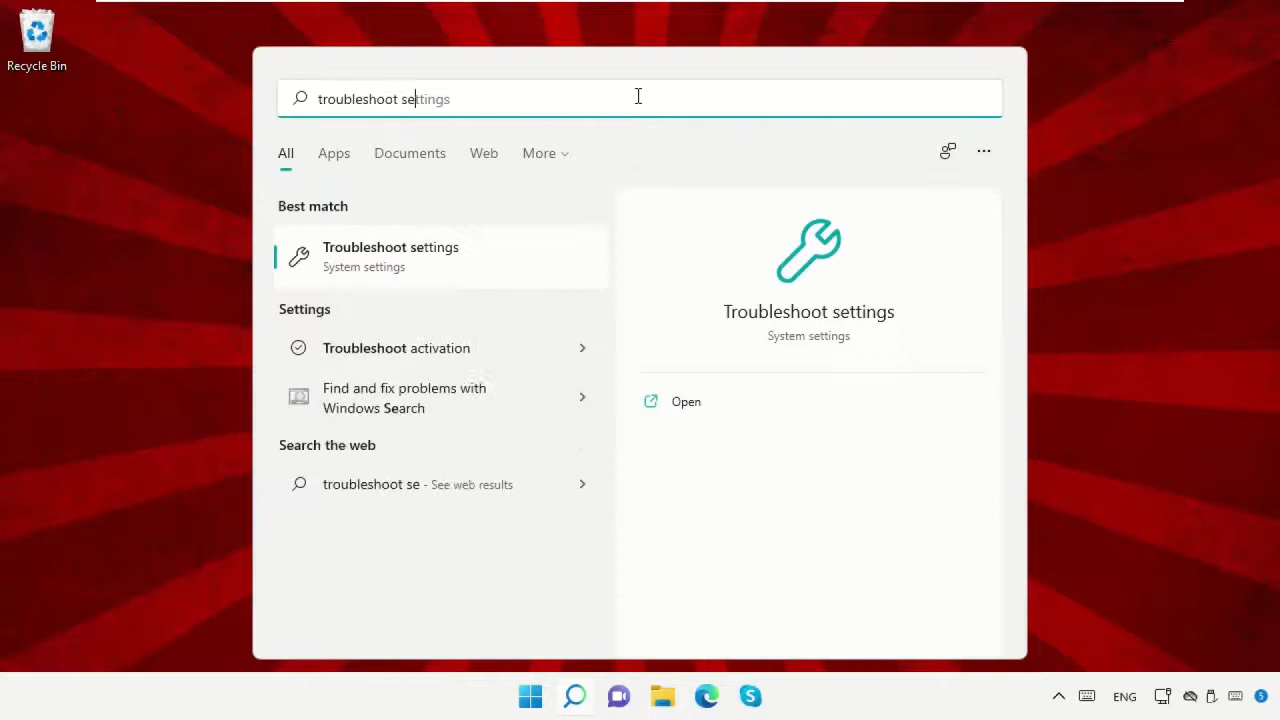 Recycle Bin
troubleshoot settings
All Apps Documents Web More
Best match
Troubleshoot settings
System settings
Settings
Troubleshoot activation
Find and fix problems with
Windows Search
Search the web
troubleshoot se - See web results
Troubleshoot settings
System settings
Open
ENG
5